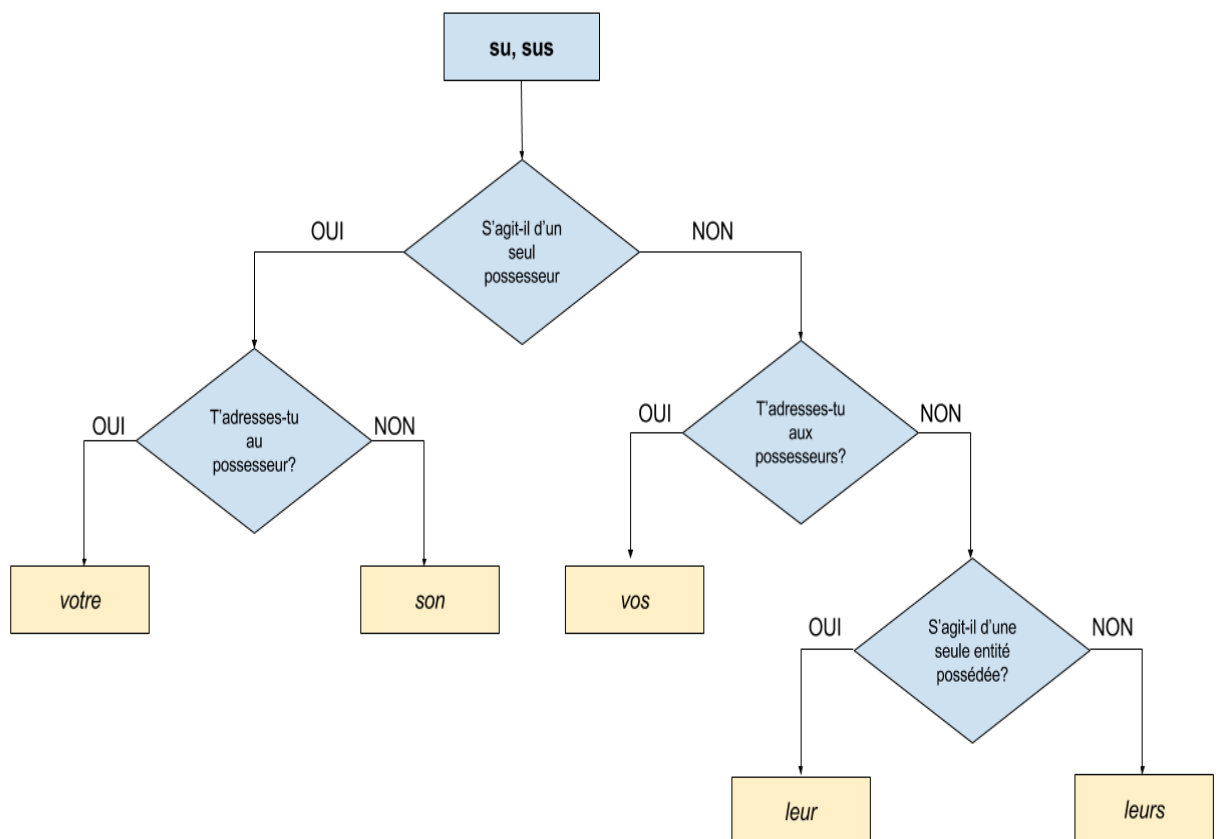 su, sus
S'agit-il d'un
seul
possesseur
OUI
NON
T'adresses-tu
au
possesseur?
OUI
NON
T'adresses-tu
aux
possesseurs?
OUI
NON
votre
son
vos
S'agit-il d'une
seule entité
possédée?
OUI
NON
leur
leurs